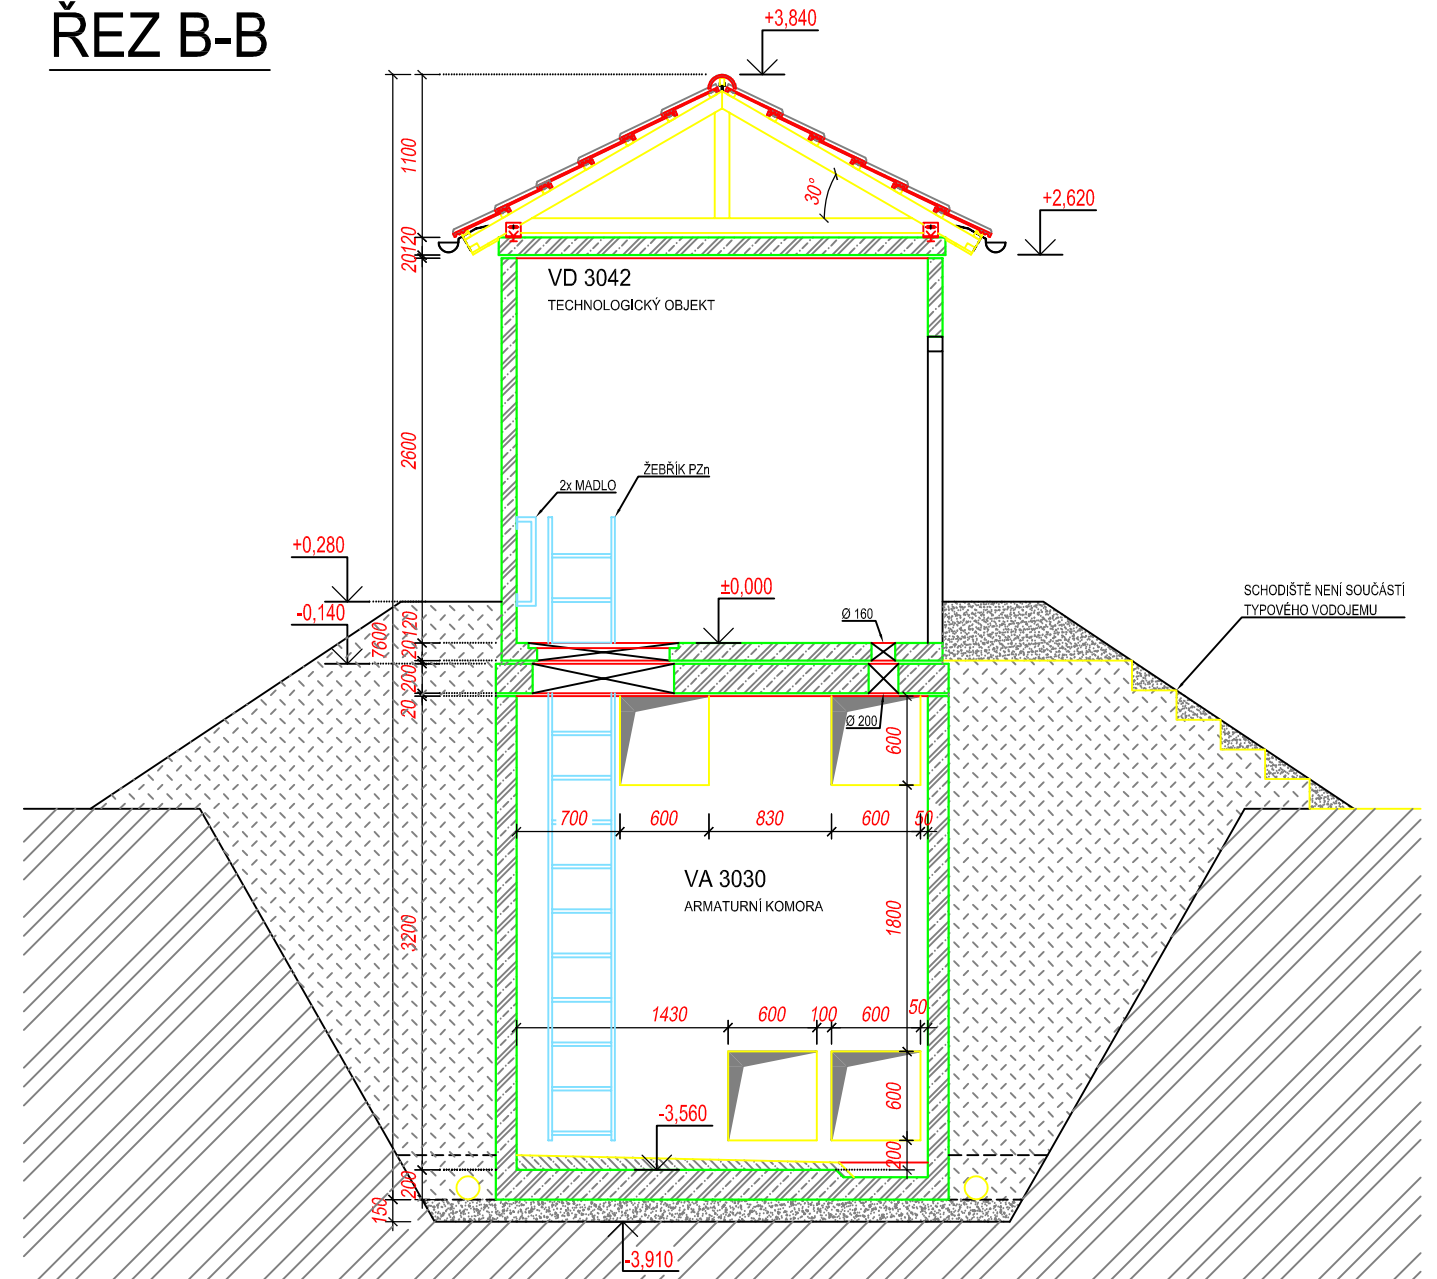 ŘEZ B-B
+3,840
1100
30°
+2,620
120
20
VD 3042
TECHNOLOGICKÝ OBJEKT
2600
ŽEBŘÍK PZn
2x MADLO
+0,280
±0,000
SCHODIŠTĚ NENÍ SOUČÁSTÍ
TYPOVÉHO VODOJEMU
-0,140
Ø 160
7600
120
20
200
20
Ø 200
600
700 600 830 600 50
VA 3030
ARMATURNÍ KOMORA
3200
1800
1430 600 100 600 50
600
-3,560
200
200
150
-3,910